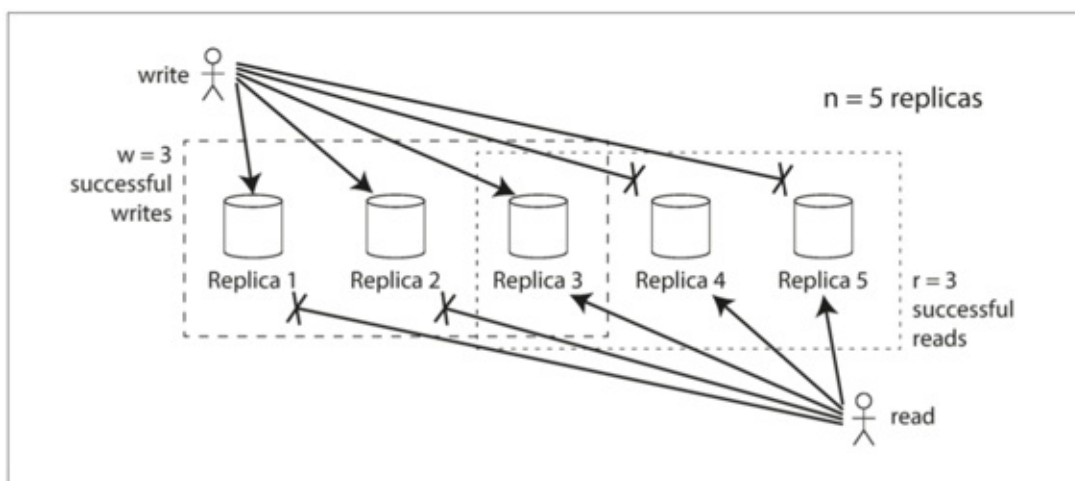 write
n = 5 replicas
w = 3
successful
writes
Replica 1
Replica 2
Replica 3
Replica 4
Replica 5
r = 3
successful
reads
read